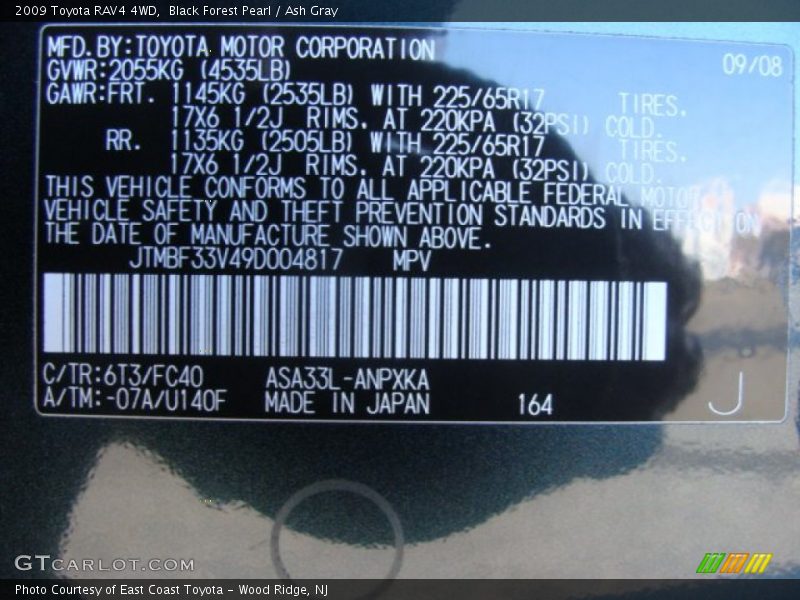 2009 Toyota RAV4 4WD, Black Forest Pearl / Ash Gray
MFD.BY:TOYOTA MOTOR CORPORATION 09/08
GVWR:2055KG (4535LB)
GAWR:FRT. 1145KG (2535LB) WITH 225/65R17 TIRES.
17X6 1/2J RIMS. AT 220KPA (32PSI) COLD.
RR. 1135KG (2505LB) WITH 225/65R17 TIRES.
17X6 1/2J RIMS. AT 220KPA (32PSI) COLD.
THIS VEHICLE CONFORMS TO ALL APPLICABLE FEDERAL MOTOR
VEHICLE SAFETY AND THEFT PREVENTION STANDARDS IN EFFECT ON
THE DATE OF MANUFACTURE SHOWN ABOVE.
JTMBF33V49D004817 MPV
C/TR:6T3/FC40 ASA33L-ANPXKA
A/TM:-07A/U140F MADE IN JAPAN 164 J
GTCARLOT.COM
Photo Courtesy of East Coast Toyota - Wood Ridge, NJ